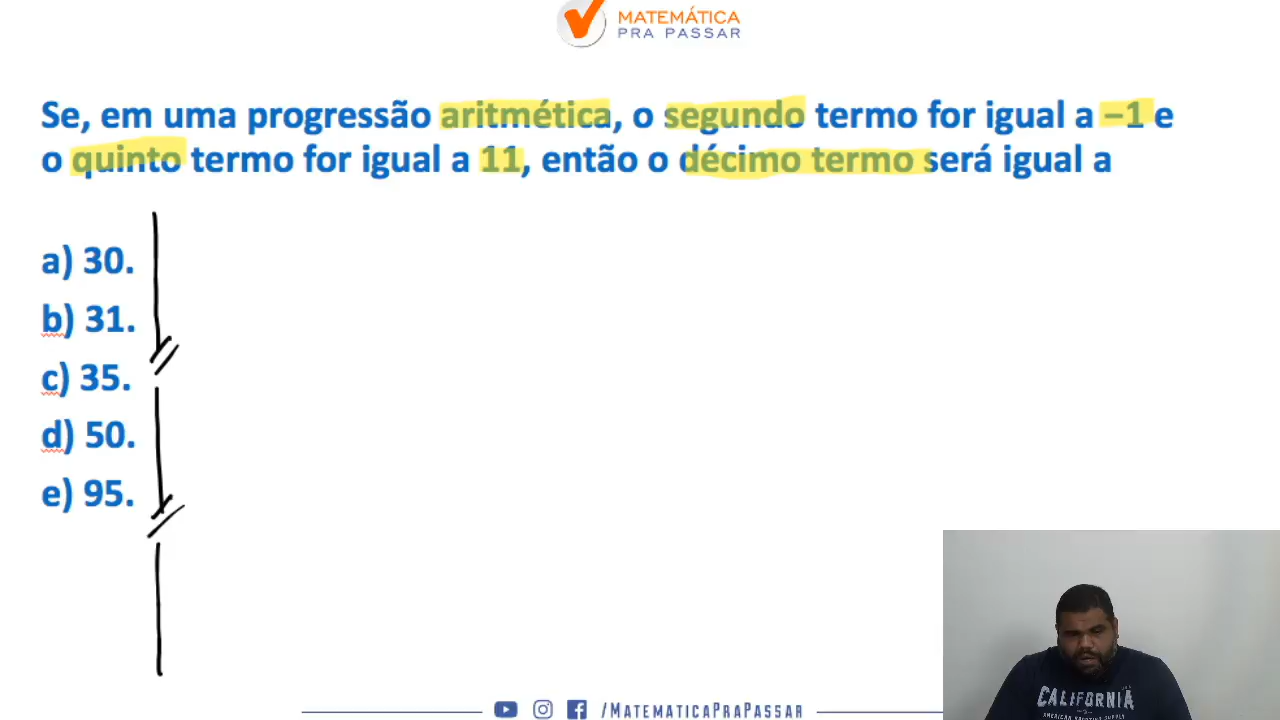 MATEMÁTICA
PRA PASSAR
Se, em uma progressão aritmética, o segundo termo for igual a −1 e
o quinto termo for igual a 11, então o décimo termo será igual a
a) 30.
b) 31.
c) 35.
d) 50.
e) 95.
CALIFORNIA
/MATEMATICAPRAPASSAR